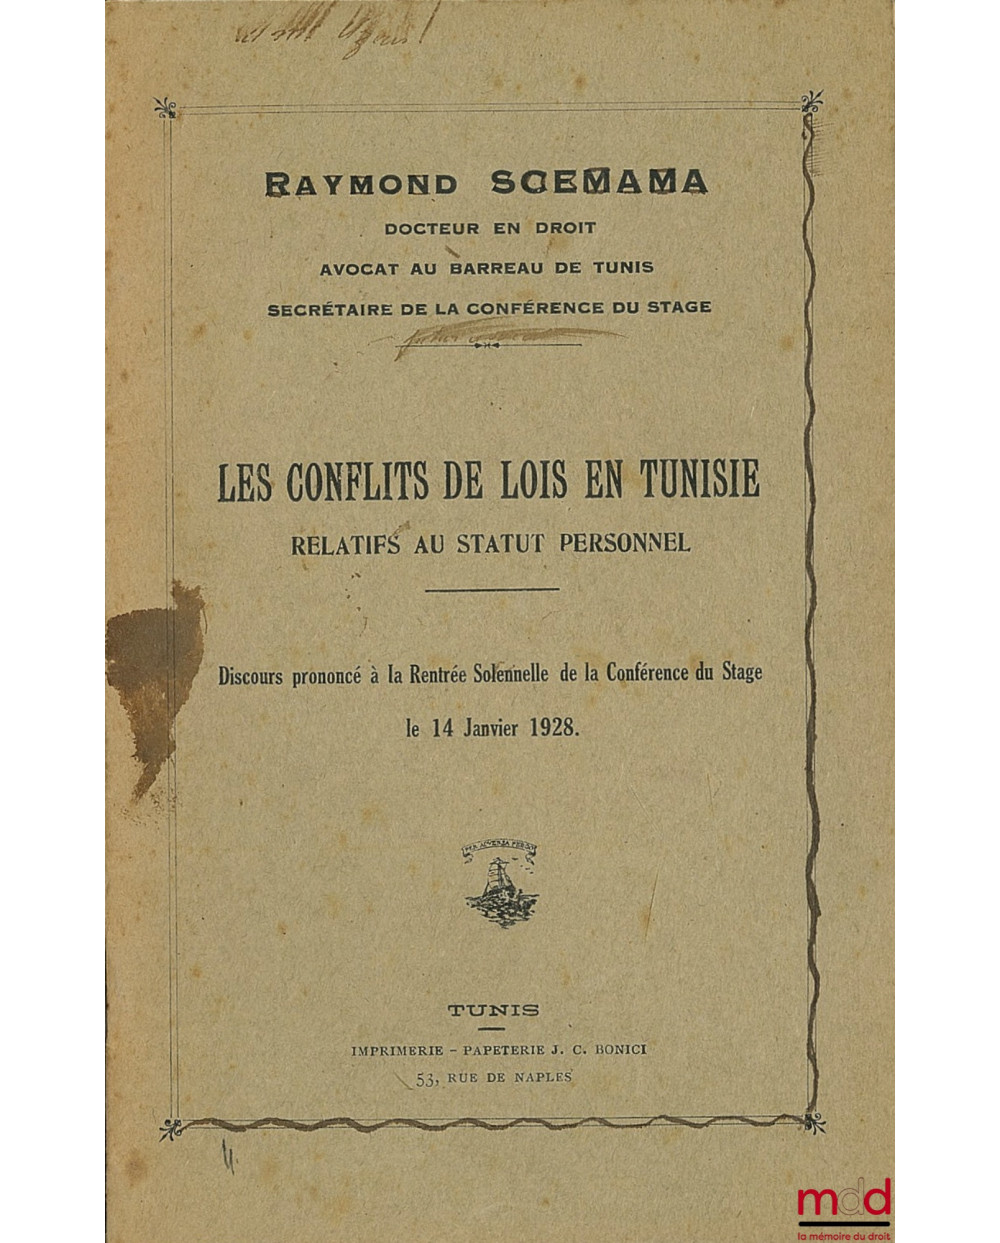 RAYMOND SCEMAMA
DOCTEUR EN DROIT
AVOCAT AU BARREAU DE TUNIS
SECRÉTAIRE DE LA CONFÉRENCE DU STAGE
LES CONFLITS DE LOIS EN TUNISIE
RELATIFS AU STATUT PERSONNEL
Discours prononcé à la Rentrée Solennelle de la Conférence du Stage
le 14 Janvier 1928.
TUNIS
IMPRIMERIE - PAPETERIE J. C. BONICI
53, RUE DE NAPLES
mdd
la mémoire du droit